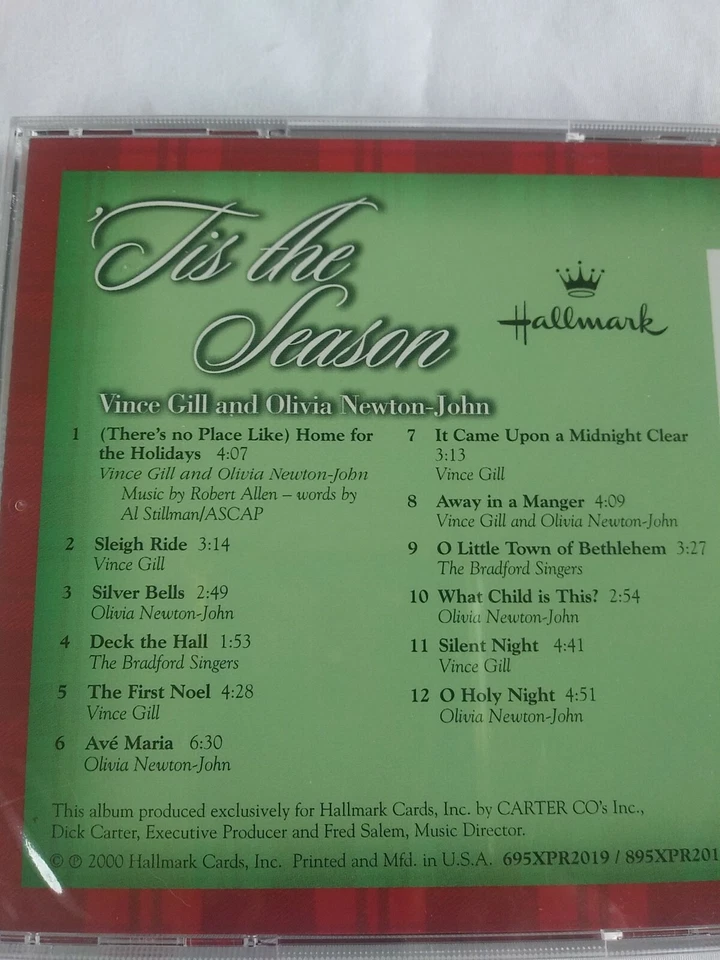 'Tis the
Season
Hallmark
Vince Gill and Olivia Newton-John
1 (There's no Place Like) Home for
the Holidays 4:07
Vince Gill and Olivia Newton-John
Music by Robert Allen – words by
Al Stillman/ASCAP
2 Sleigh Ride 3:14
Vince Gill
3 Silver Bells 2:49
Olivia Newton-John
4 Deck the Hall 1:53
The Bradford Singers
5 The First Noel 4:28
Vince Gill
6 Avé Maria 6:30
Olivia Newton-John
7 It Came Upon a Midnight Clear
3:13
Vince Gill
8 Away in a Manger 4:09
Vince Gill and Olivia Newton-John
9 O Little Town of Bethlehem 3:27
The Bradford Singers
10 What Child is This? 2:54
Olivia Newton-John
11 Silent Night 4:41
Vince Gill
12 O Holy Night 4:51
Olivia Newton-John
This album produced exclusively for Hallmark Cards, Inc. by CARTER CO's Inc.,
Dick Carter, Executive Producer and Fred Salem, Music Director.
© ℗ 2000 Hallmark Cards, Inc. Printed and Mfd. in U.S.A. 695XPR2019 / 895XPR201